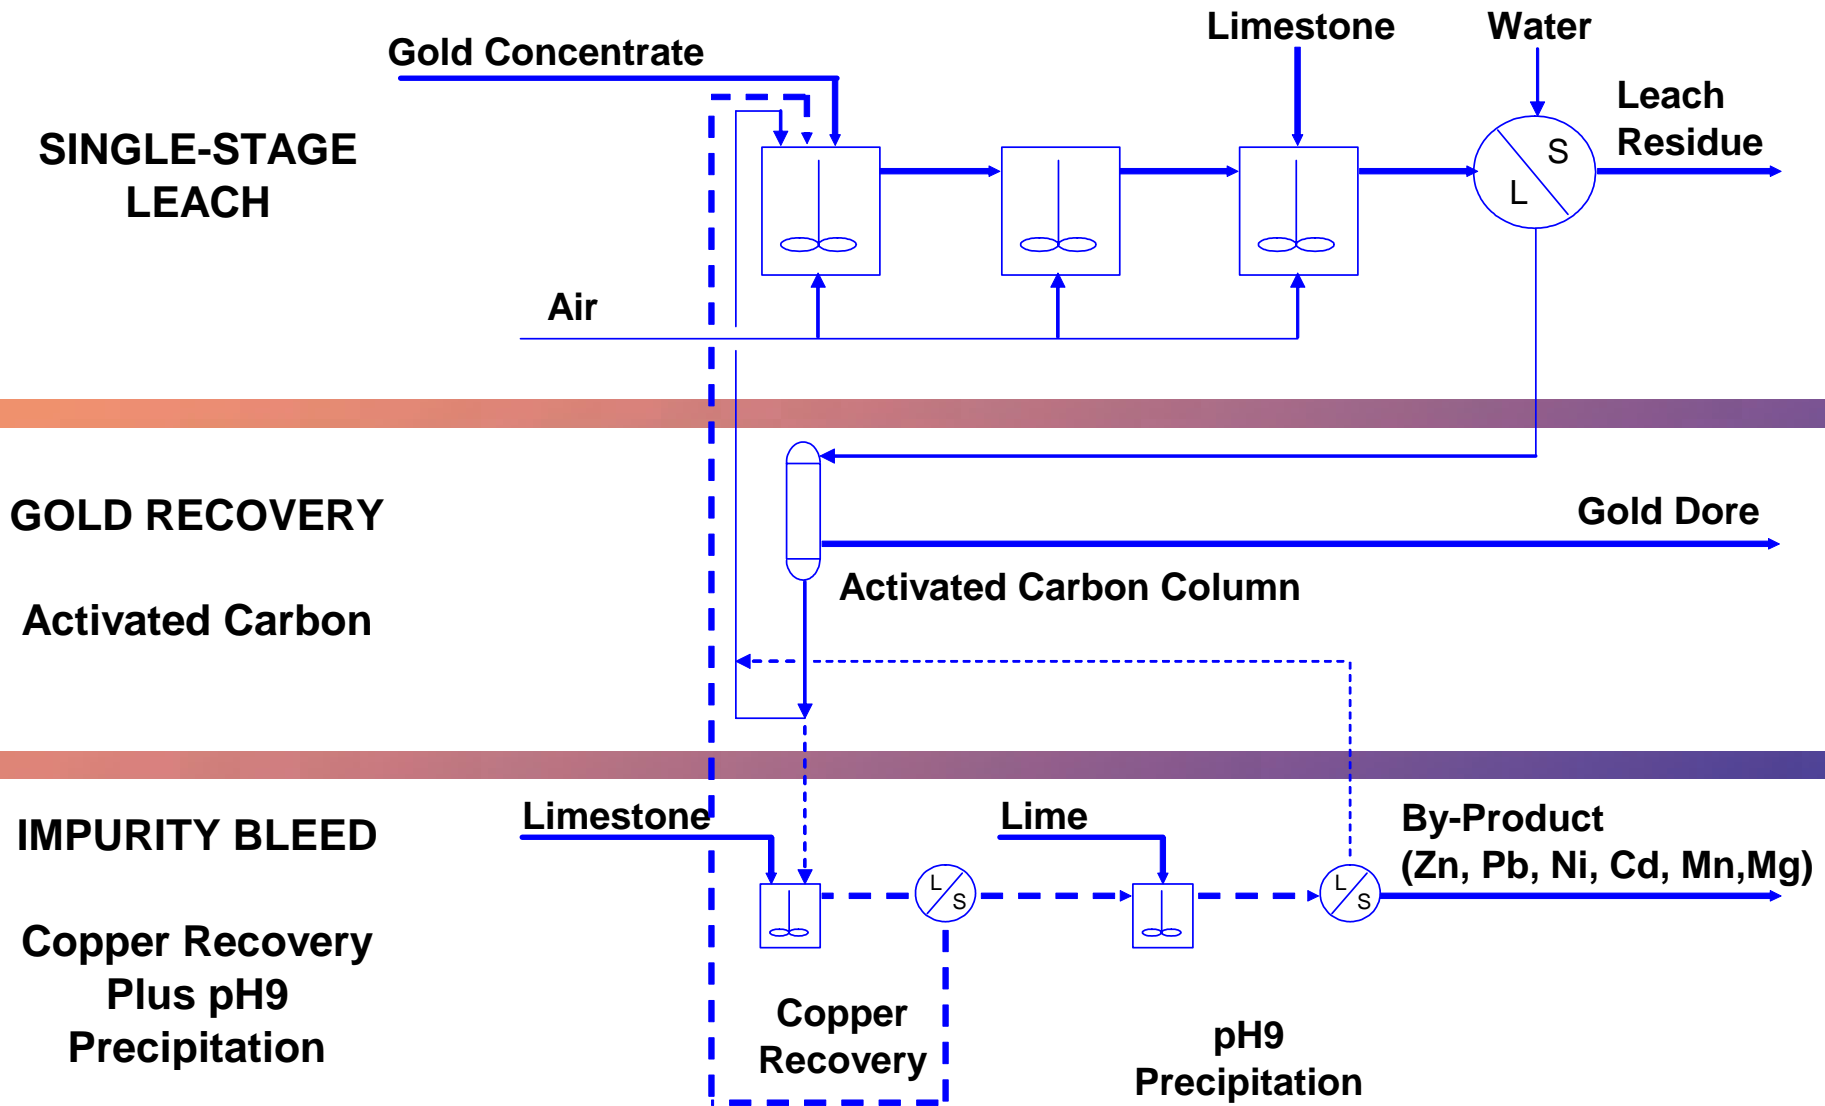 Limestone
Water
Gold Concentrate
Leach
Residue
SINGLE-STAGE
LEACH
S
L
Air
GOLD RECOVERY
Gold Dore
Activated Carbon Column
Activated Carbon
IMPURITY BLEED
Limestone
Lime
By-Product
(Zn, Pb, Ni, Cd, Mn,Mg)
L
S
L
S
Copper Recovery
Plus pH9
Precipitation
Copper
Recovery
pH9
Precipitation